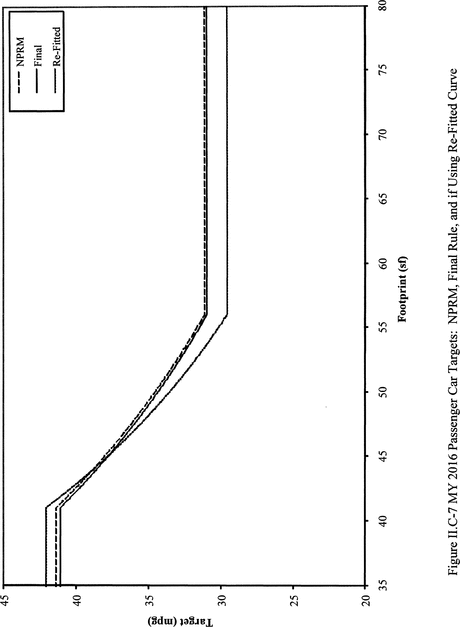 NPRM
Final
Re-Fitted
45
40
35
30
25
20
Target (mpg)
35
40
45
50
55
60
65
70
75
80
Footprint (sf)
Figure II.C-7 MY 2016 Passenger Car Targets: NPRM, Final Rule, and if Using Re-Fitted Curve